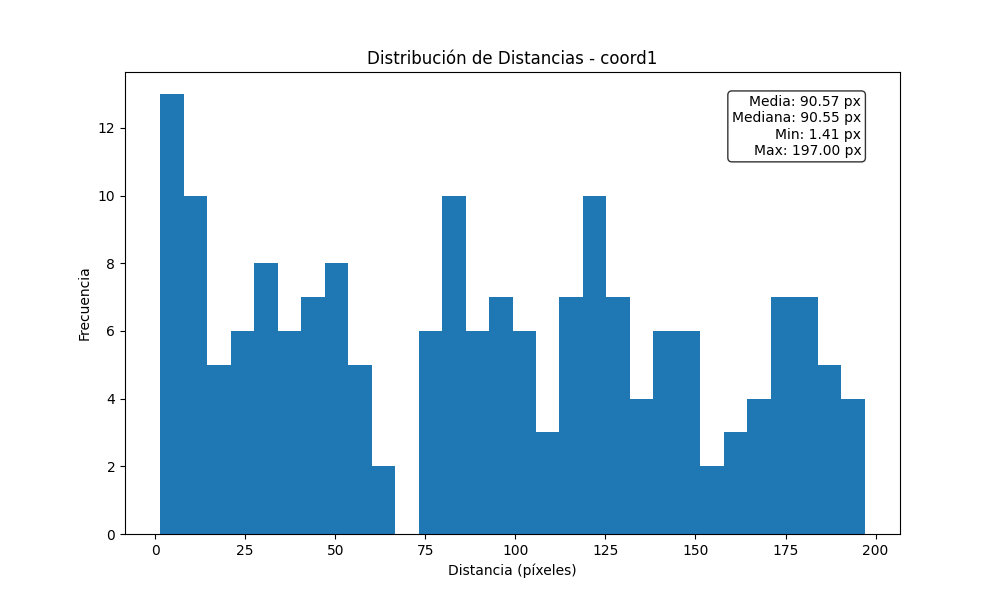 Distribución de Distancias - coord1
Media: 90.57 px
Mediana: 90.55 px
Min: 1.41 px
Max: 197.00 px
Frecuencia
12
10
8
6
4
2
0
0 25 50 75 100 125 150 175 200
Distancia (píxeles)